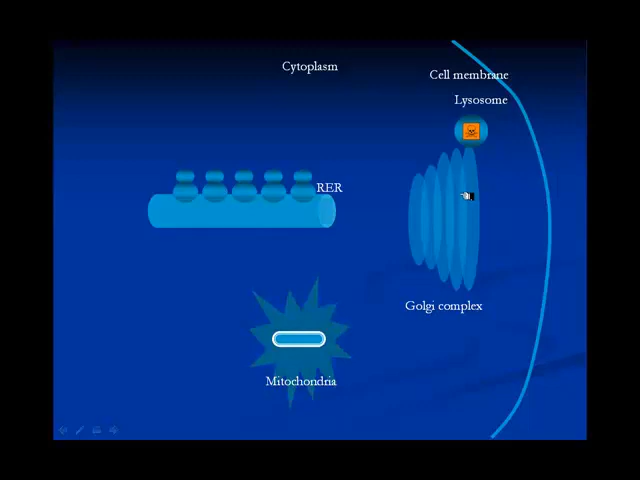 Cytoplasm
Cell membrane
Lysosome
RER
Golgi complex
Mitochondria